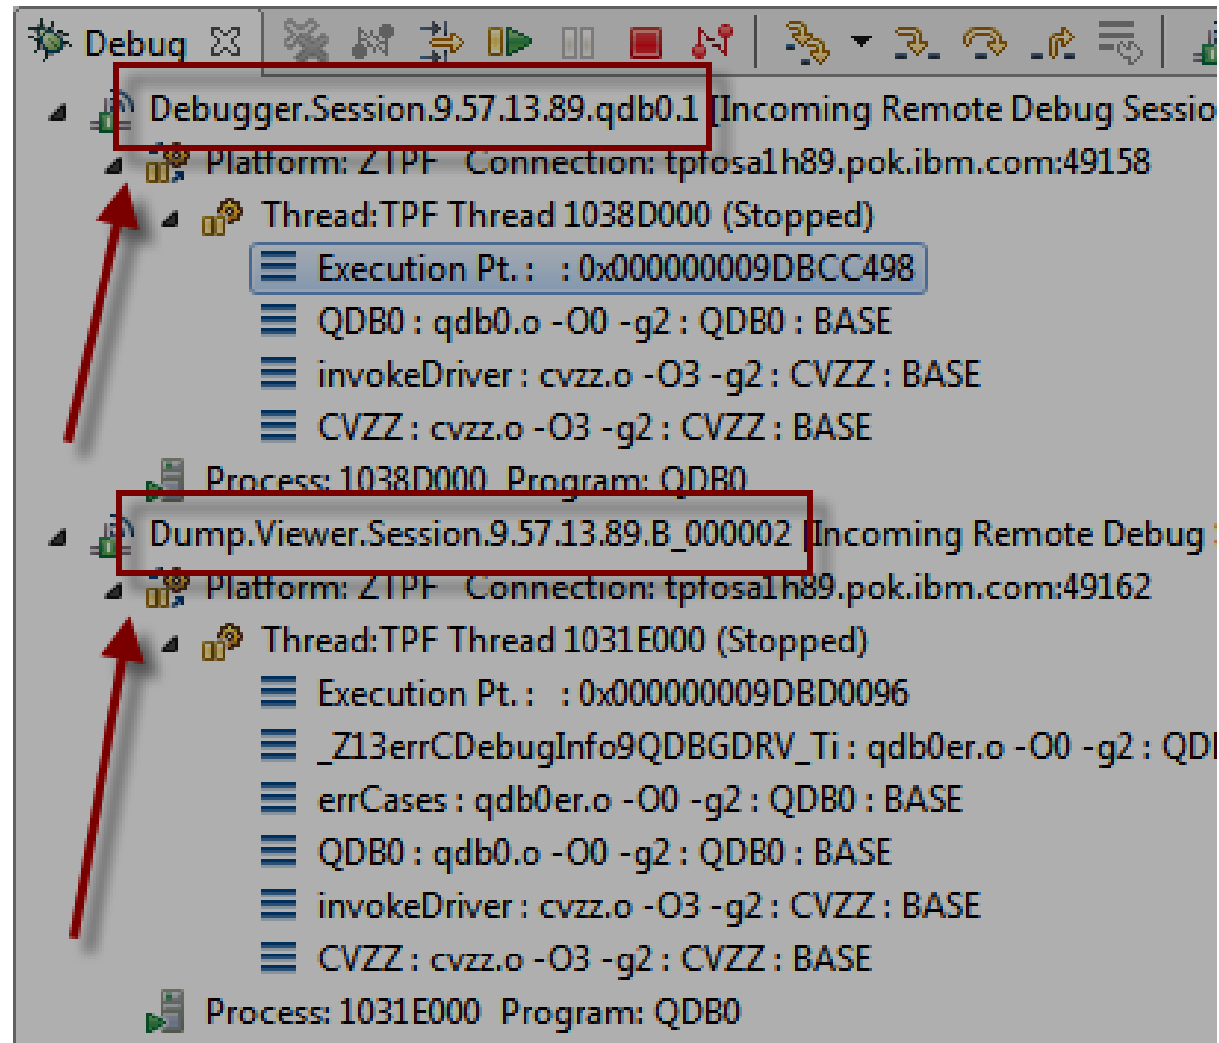 Debug
Debugger.Session.9.57.13.89.qdb0.1 [Incoming Remote Debug Sessio
Platform: ZTPF Connection: tpfosa1h89.pok.ibm.com:49158
Thread:TPF Thread 1038D000 (Stopped)
Execution Pt. : : 0x000000009DBCC498
QDB0 : qdb0.o -O0 -g2 : QDB0 : BASE
invokeDriver : cvzz.o -O3 -g2 : CVZZ : BASE
CVZZ : cvzz.o -O3 -g2 : CVZZ : BASE
Process: 1038D000 Program: QDB0
Dump.Viewer.Session.9.57.13.89.B_000002 [Incoming Remote Debug
Platform: ZTPF Connection: tpfosa1h89.pok.ibm.com:49162
Thread:TPF Thread 1031E000 (Stopped)
Execution Pt. : : 0x000000009DBD0096
_Z13errCDebugInfo9QDBGDRV_Ti : qdb0er.o -O0 -g2 : QDB
errCases : qdb0er.o -O0 -g2 : QDB0 : BASE
QDB0 : qdb0.o -O0 -g2 : QDB0 : BASE
invokeDriver : cvzz.o -O3 -g2 : CVZZ : BASE
CVZZ : cvzz.o -O3 -g2 : CVZZ : BASE
Process: 1031E000 Program: QDB0